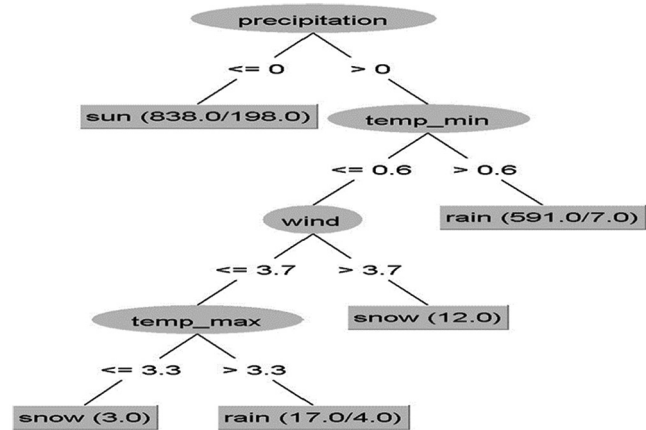 precipitation
<= 0 > 0
sun (838.0/198.0) temp_min
<= 0.6 > 0.6
wind rain (591.0/7.0)
<= 3.7 > 3.7
temp_max snow (12.0)
<= 3.3 > 3.3
snow (3.0) rain (17.0/4.0)